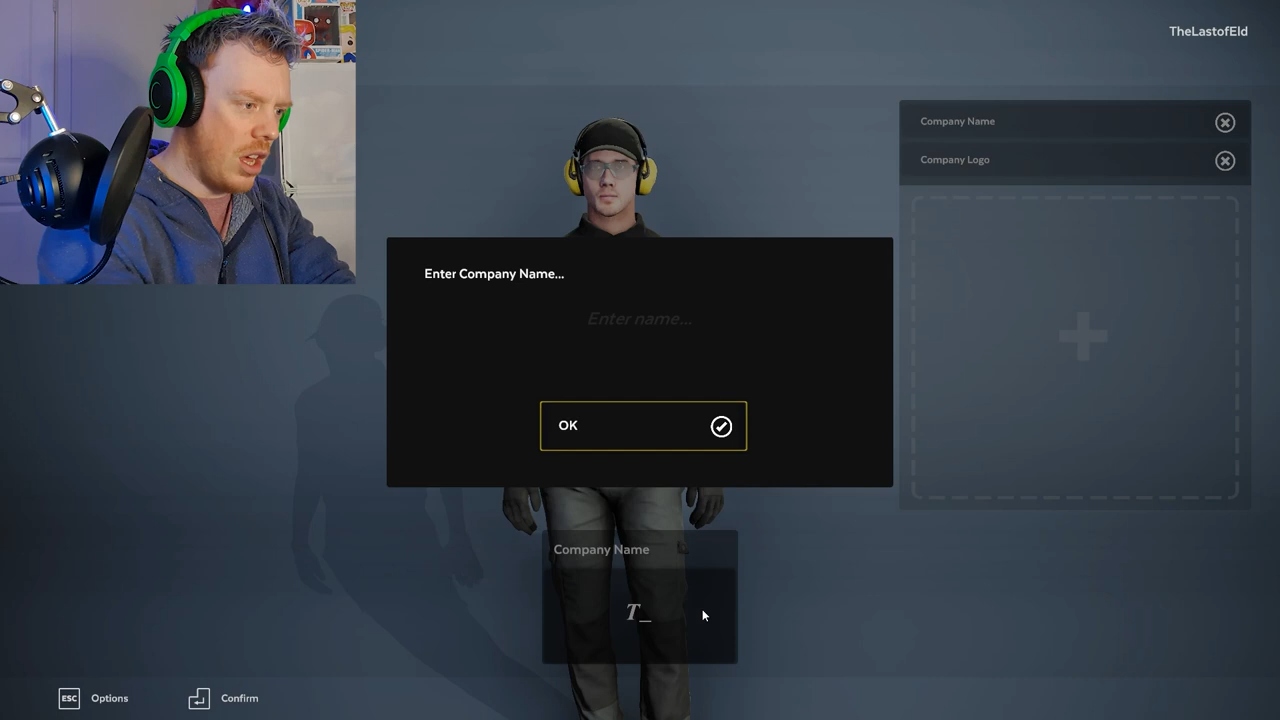 TheLastofEld
Company Name
Company Logo
Enter Company Name...
Enter name...
OK
Company Name
T_
ESC Options
Confirm